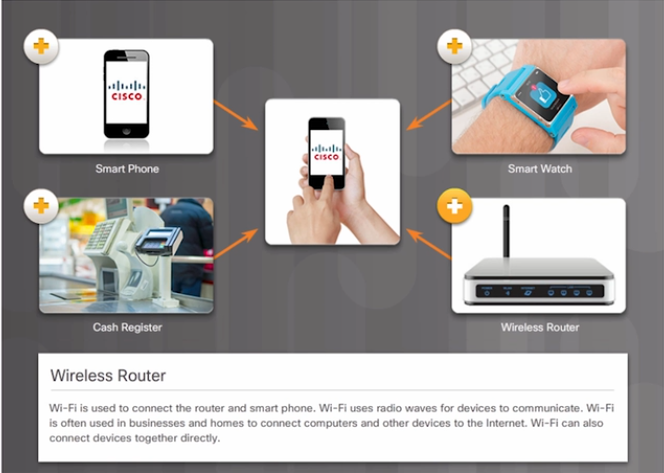 CISCO
CISCO
Smart Phone
Smart Watch
Cash Register
Wireless Router
Wireless Router
Wi-Fi is used to connect the router and smart phone. Wi-Fi uses radio waves for devices to communicate. Wi-Fi
is often used in businesses and homes to connect computers and other devices to the Internet. Wi-Fi can also
connect devices together directly.